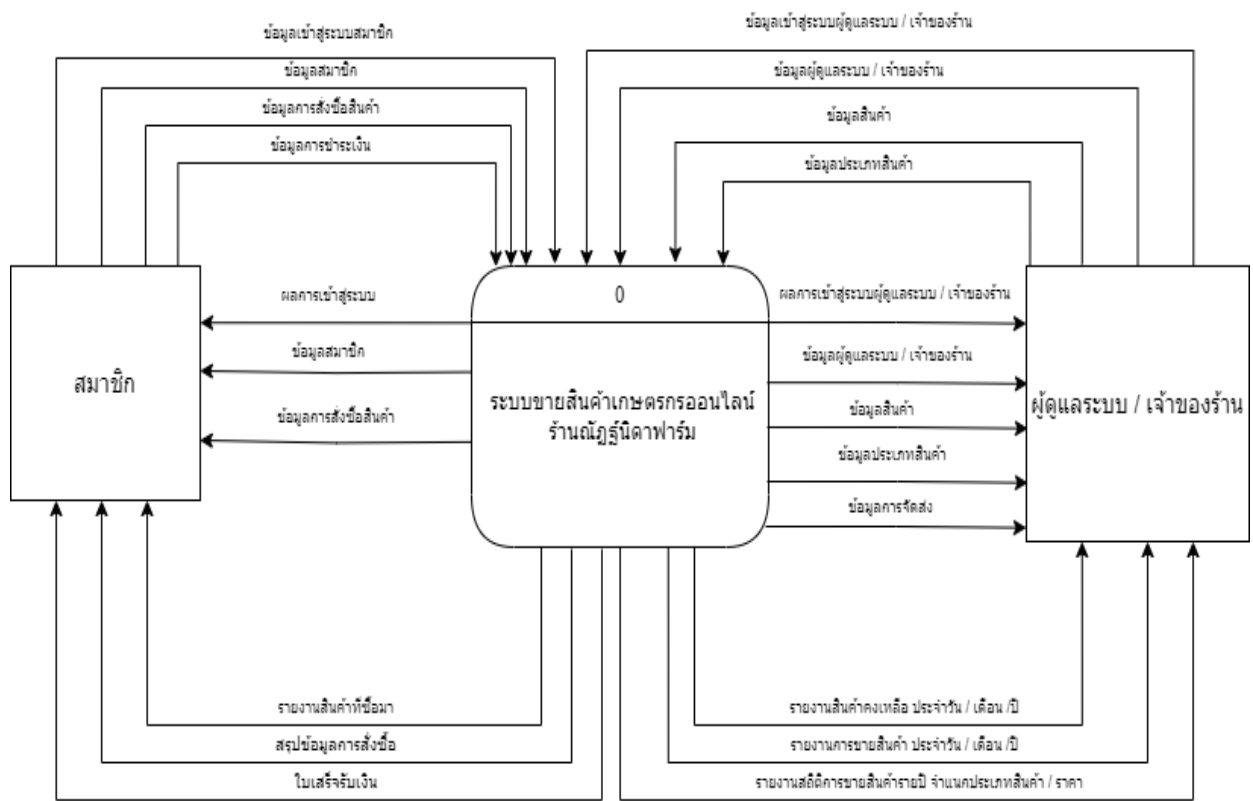 ข้อมูลเข้าสู่ระบบสมาชิก
ข้อมูลสมาชิก
ข้อมูลการสั่งซื้อสินค้า
ข้อมูลการชำระเงิน
ข้อมูลเข้าสู่ระบบผู้ดูแลระบบ / เจ้าของร้าน
ข้อมูลผู้ดูแลระบบ / เจ้าของร้าน
ข้อมูลสินค้า
ข้อมูลประเภทสินค้า
สมาชิก
ผลการเข้าสู่ระบบ
ข้อมูลสมาชิก
ข้อมูลการสั่งซื้อสินค้า
0
ระบบขายสินค้าเกษตรกรออนไลน์
ร้านณัฏฐ์นิดาฟาร์ม
ผลการเข้าสู่ระบบผู้ดูแลระบบ / เจ้าของร้าน
ข้อมูลผู้ดูแลระบบ / เจ้าของร้าน
ข้อมูลสินค้า
ข้อมูลประเภทสินค้า
ข้อมูลการจัดส่ง
ผู้ดูแลระบบ / เจ้าของร้าน
รายงานสินค้าที่ซื้อมา
สรุปข้อมูลการสั่งซื้อ
ใบเสร็จรับเงิน
รายงานสินค้าคงเหลือ ประจำวัน / เดือน /ปี
รายงานการขายสินค้า ประจำวัน / เดือน /ปี
รายงานสถิติการขายสินค้ารายปี จำแนกประเภทสินค้า / ราคา